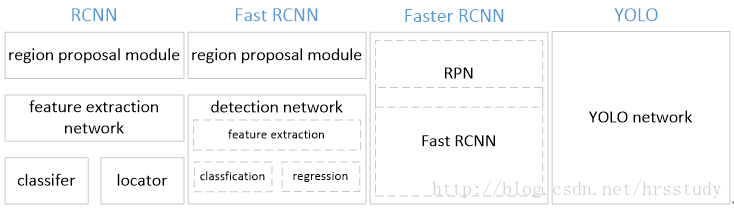 RCNN Fast RCNN Faster RCNN YOLO
region proposal module region proposal module
RPN
feature extraction network
detection network
feature extraction
YOLO network
Fast RCNN
classifer locator
classfication regression
http://blog.csdn.net/hrsstudy